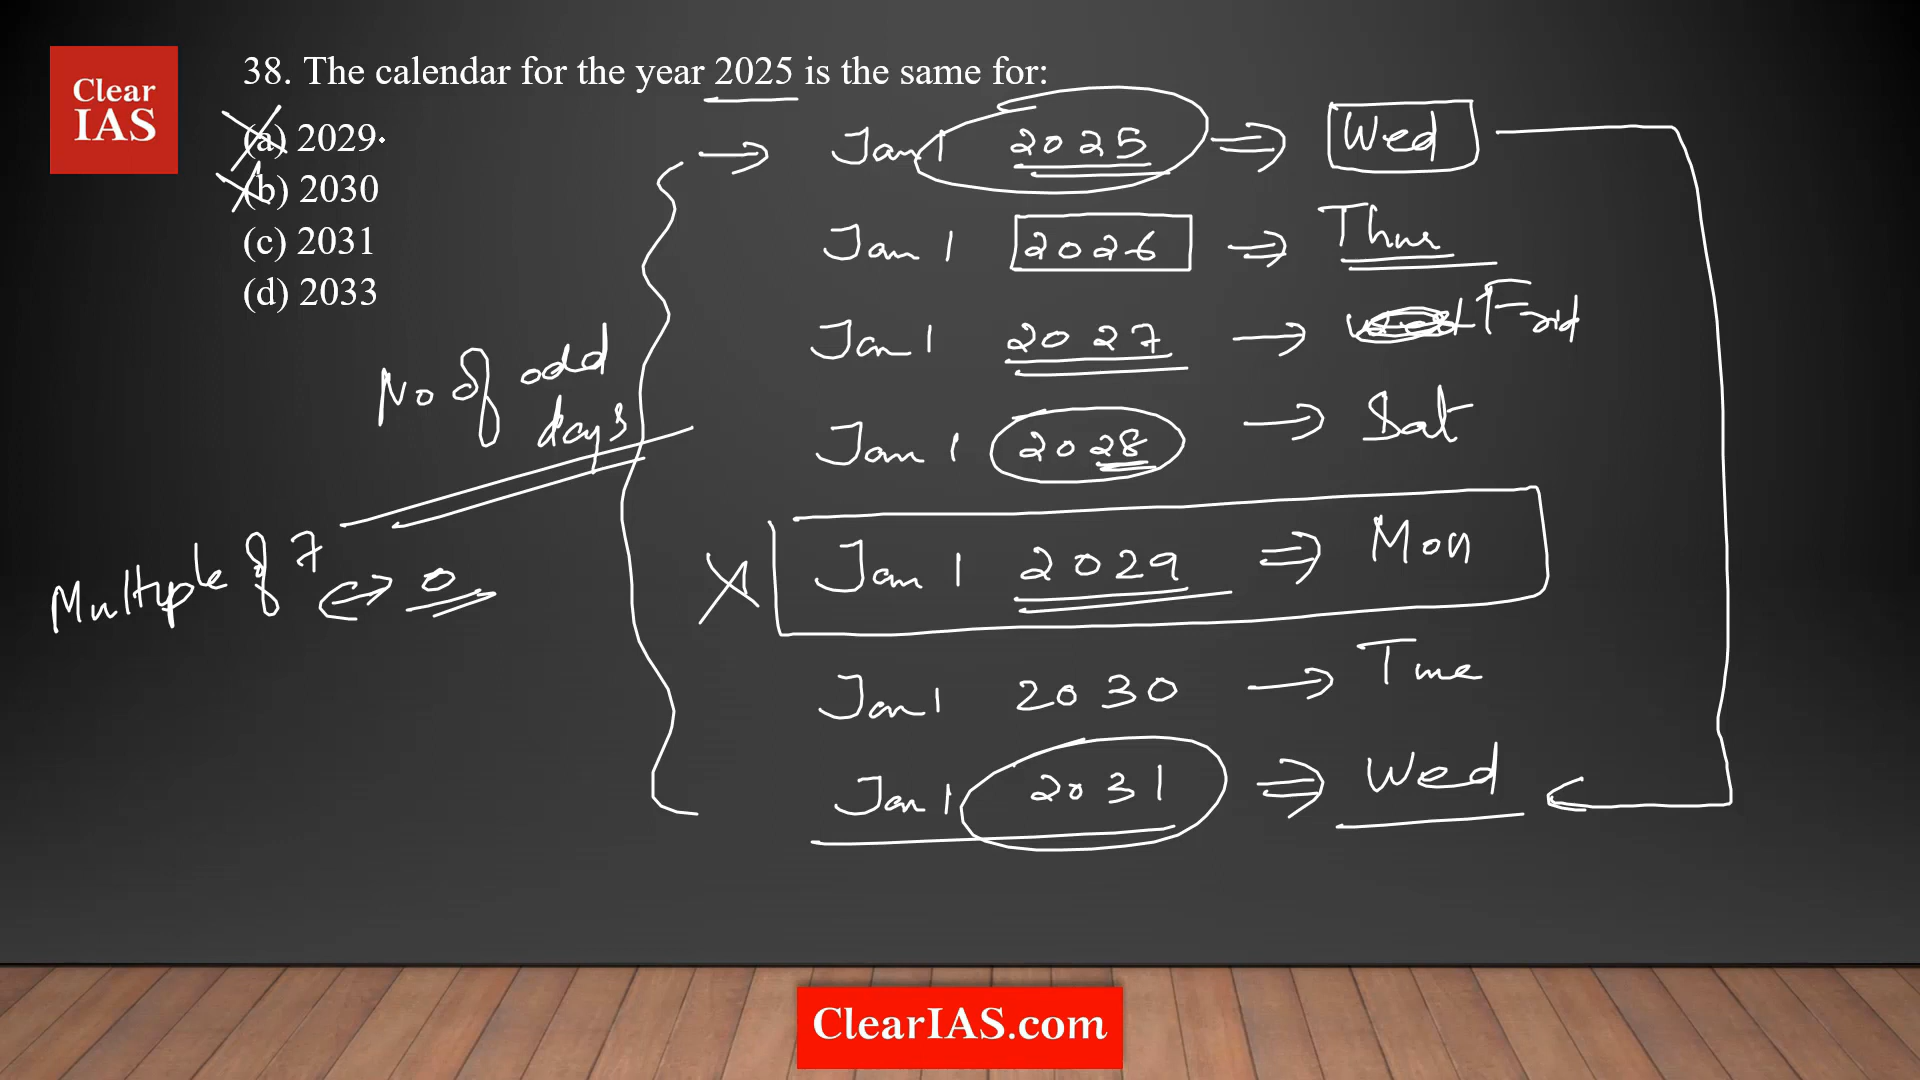 Clear
IAS
38. The calendar for the year 2025 is the same for:
(a) 2029
(b) 2030
(c) 2031
(d) 2033
No of odd
days
Multiple of 7 ↔ 0
→ Jan 1 2025 ⇒ Wed
Jan 1 2026 ⇒ Thur
Jan 1 2027 → Frid
Jan 1 2028 → Sat
X Jan 1 2029 ⇒ Mon
Jan 1 2030 → Tue
Jan 1 2031 ⇒ Wed
ClearIAS.com